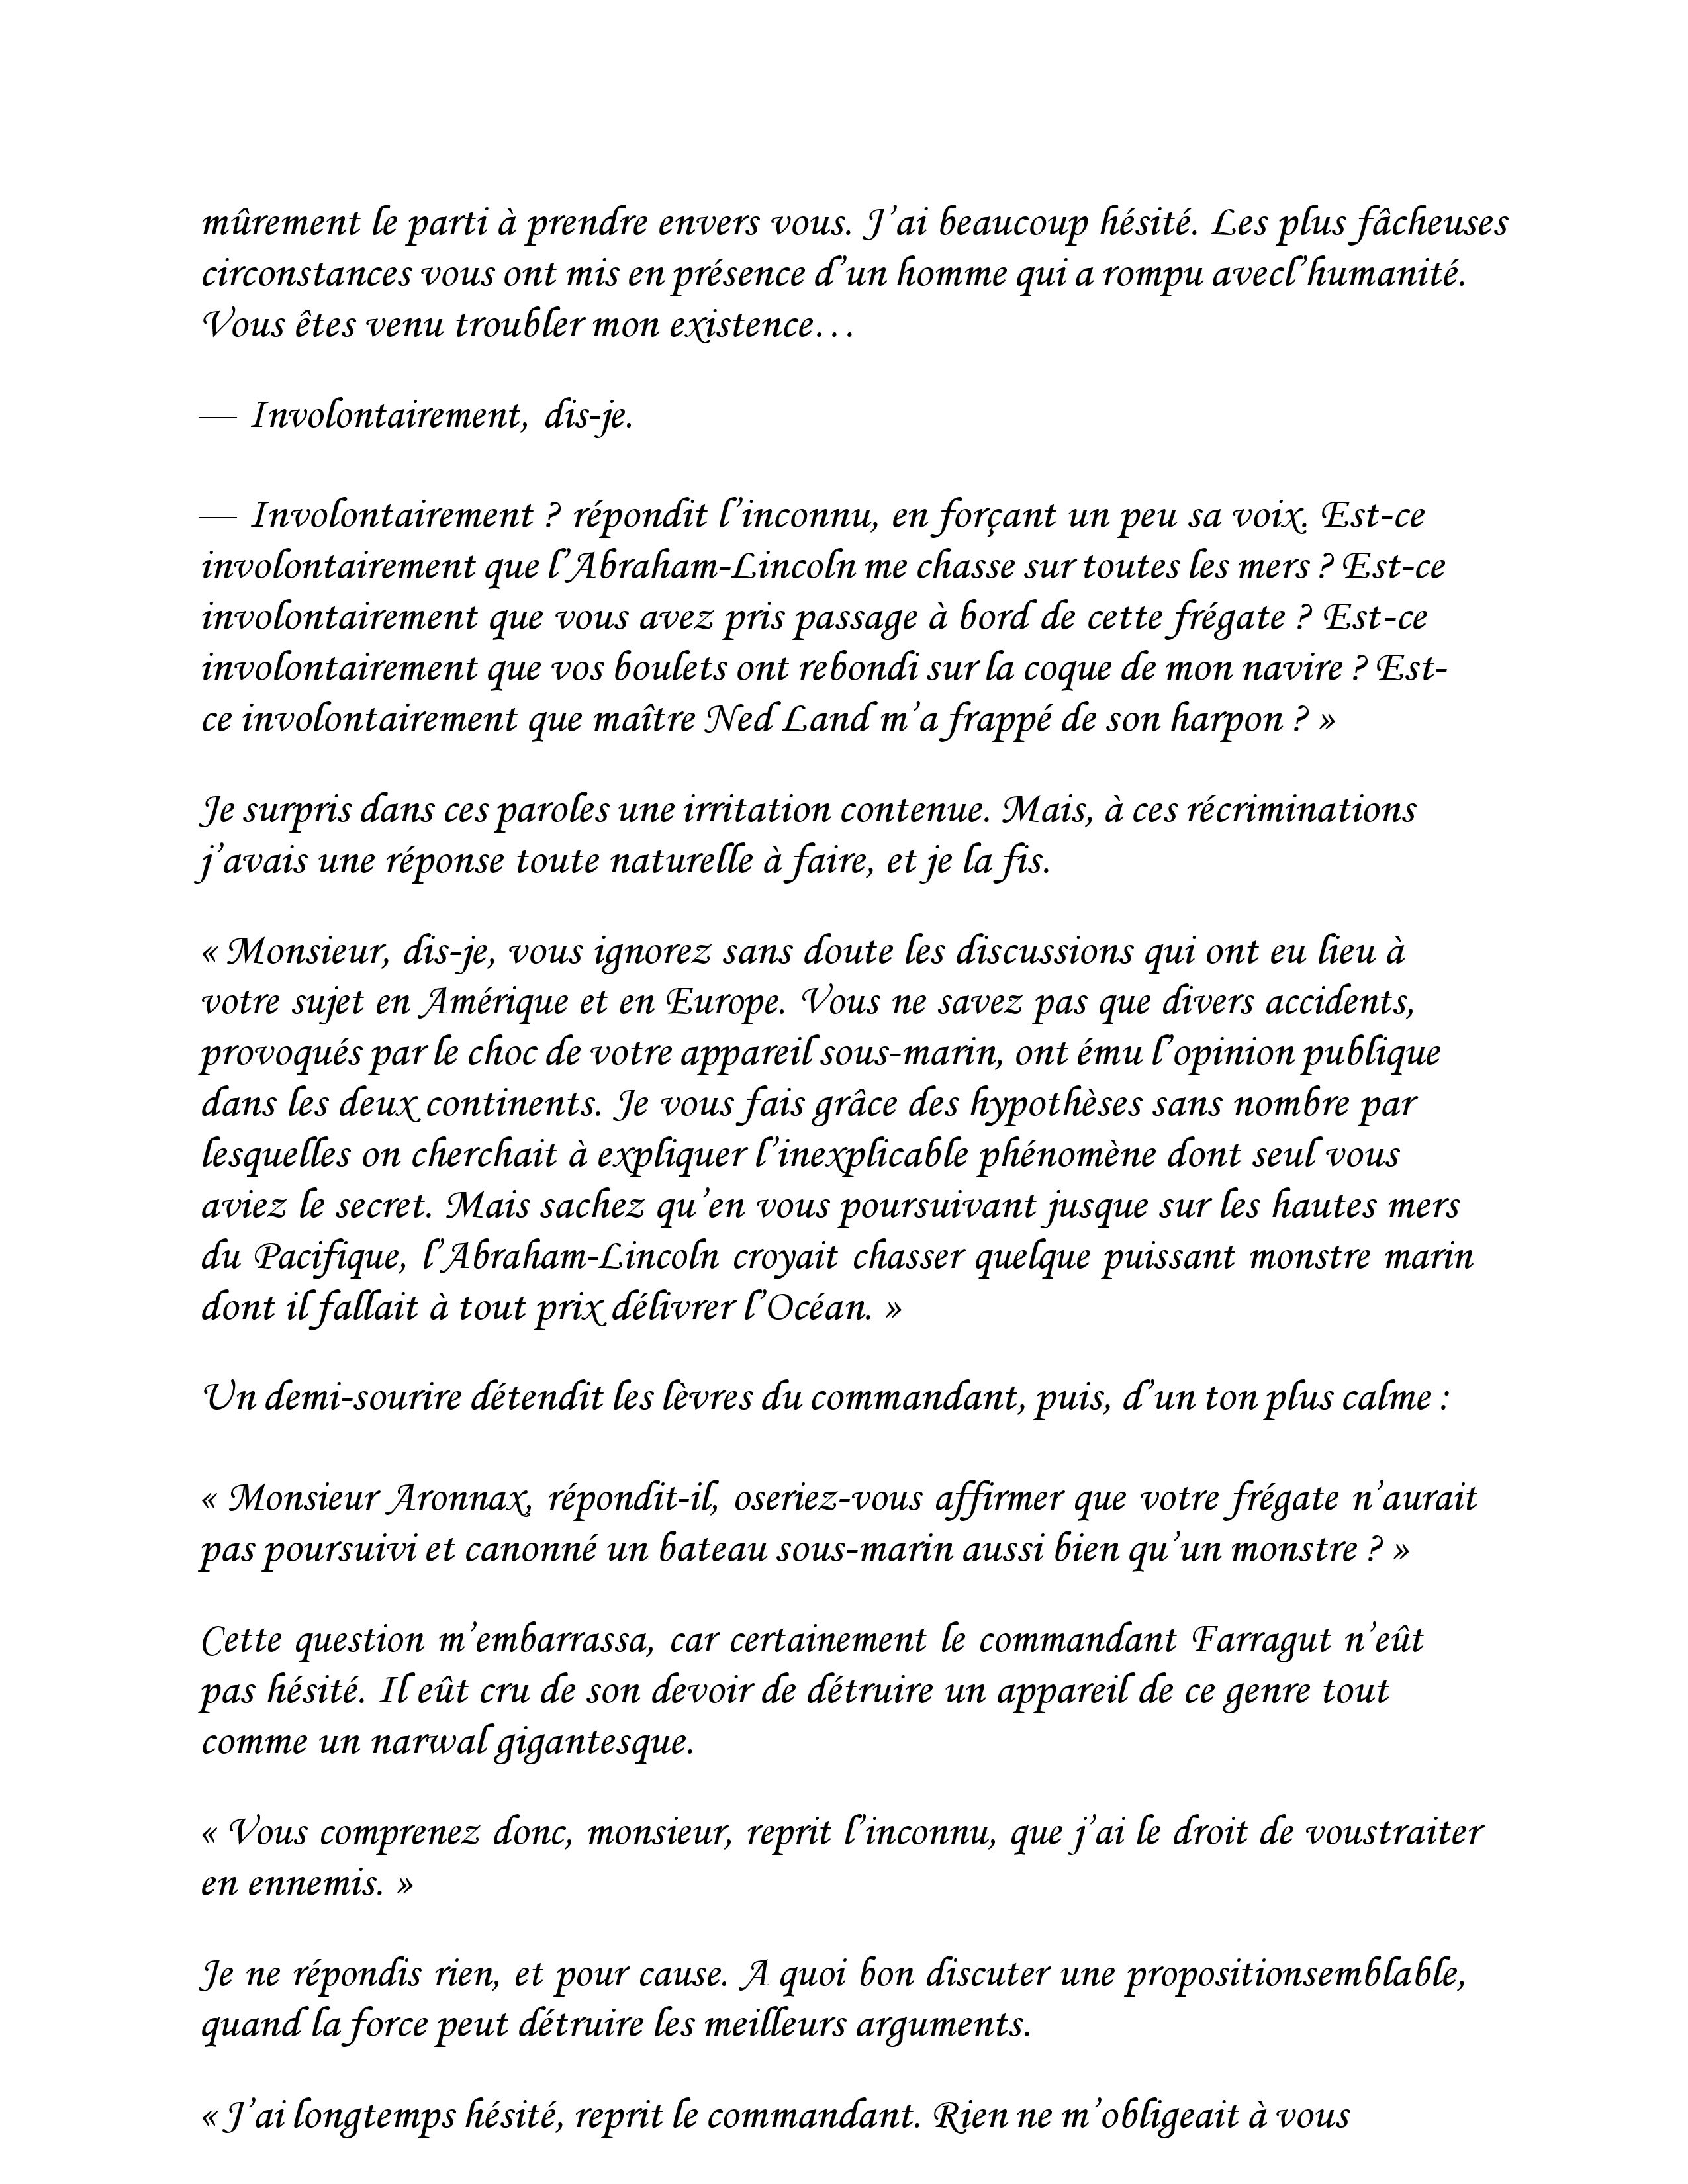 mûrement le parti à prendre envers vous. J’ai beaucoup hésité. Les plus fâcheuses
circonstances vous ont mis en présence d’un homme qui a rompu avecl’humanité.
Vous êtes venu troubler mon existence…
— Involontairement, dis-je.
— Involontairement ? répondit l’inconnu, en forçant un peu sa voix. Est-ce
involontairement que l’Abraham-Lincoln me chasse sur toutes les mers ? Est-ce
involontairement que vous avez pris passage à bord de cette frégate ? Est-ce
involontairement que vos boulets ont rebondi sur la coque de mon navire ? Est-
ce involontairement que maître Ned Land m’a frappé de son harpon ? »
Je surpris dans ces paroles une irritation contenue. Mais, à ces récriminations
j’avais une réponse toute naturelle à faire, et je la fis.
« Monsieur, dis-je, vous ignorez sans doute les discussions qui ont eu lieu à
votre sujet en Amérique et en Europe. Vous ne savez pas que divers accidents,
provoqués par le choc de votre appareil sous-marin, ont ému l’opinion publique
dans les deux continents. Je vous fais grâce des hypothèses sans nombre par
lesquelles on cherchait à expliquer l’inexplicable phénomène dont seul vous
aviez le secret. Mais sachez qu’en vous poursuivant jusque sur les hautes mers
du Pacifique, l’Abraham-Lincoln croyait chasser quelque puissant monstre marin
dont il fallait à tout prix délivrer l’Océan. »
Un demi-sourire détendit les lèvres du commandant, puis, d’un ton plus calme :
« Monsieur Aronnax, répondit-il, oseriez-vous affirmer que votre frégate n’aurait
pas poursuivi et canonné un bateau sous-marin aussi bien qu’un monstre ? »
Cette question m’embarrassa, car certainement le commandant Farragut n’eût
pas hésité. Il eût cru de son devoir de détruire un appareil de ce genre tout
comme un narwal gigantesque.
« Vous comprenez donc, monsieur, reprit l’inconnu, que j’ai le droit de voustraiter
en ennemis. »
Je ne répondis rien, et pour cause. A quoi bon discuter une propositionsemblable,
quand la force peut détruire les meilleurs arguments.
« J’ai longtemps hésité, reprit le commandant. Rien ne m’obligeait à vous